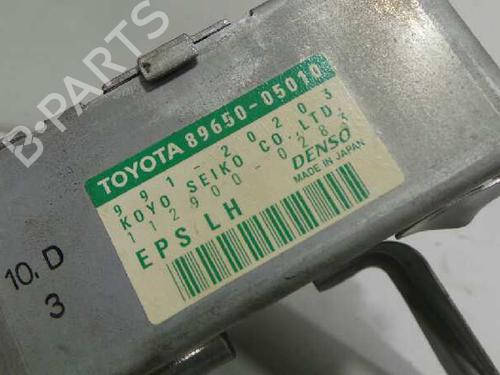 B-PARTS
TOYOTA 89650-05010
991-20203
KOYO SEIKO CO.,LTD.
112900-0283
DENSO
MADE IN JAPAN
EPS LH
10. D
3